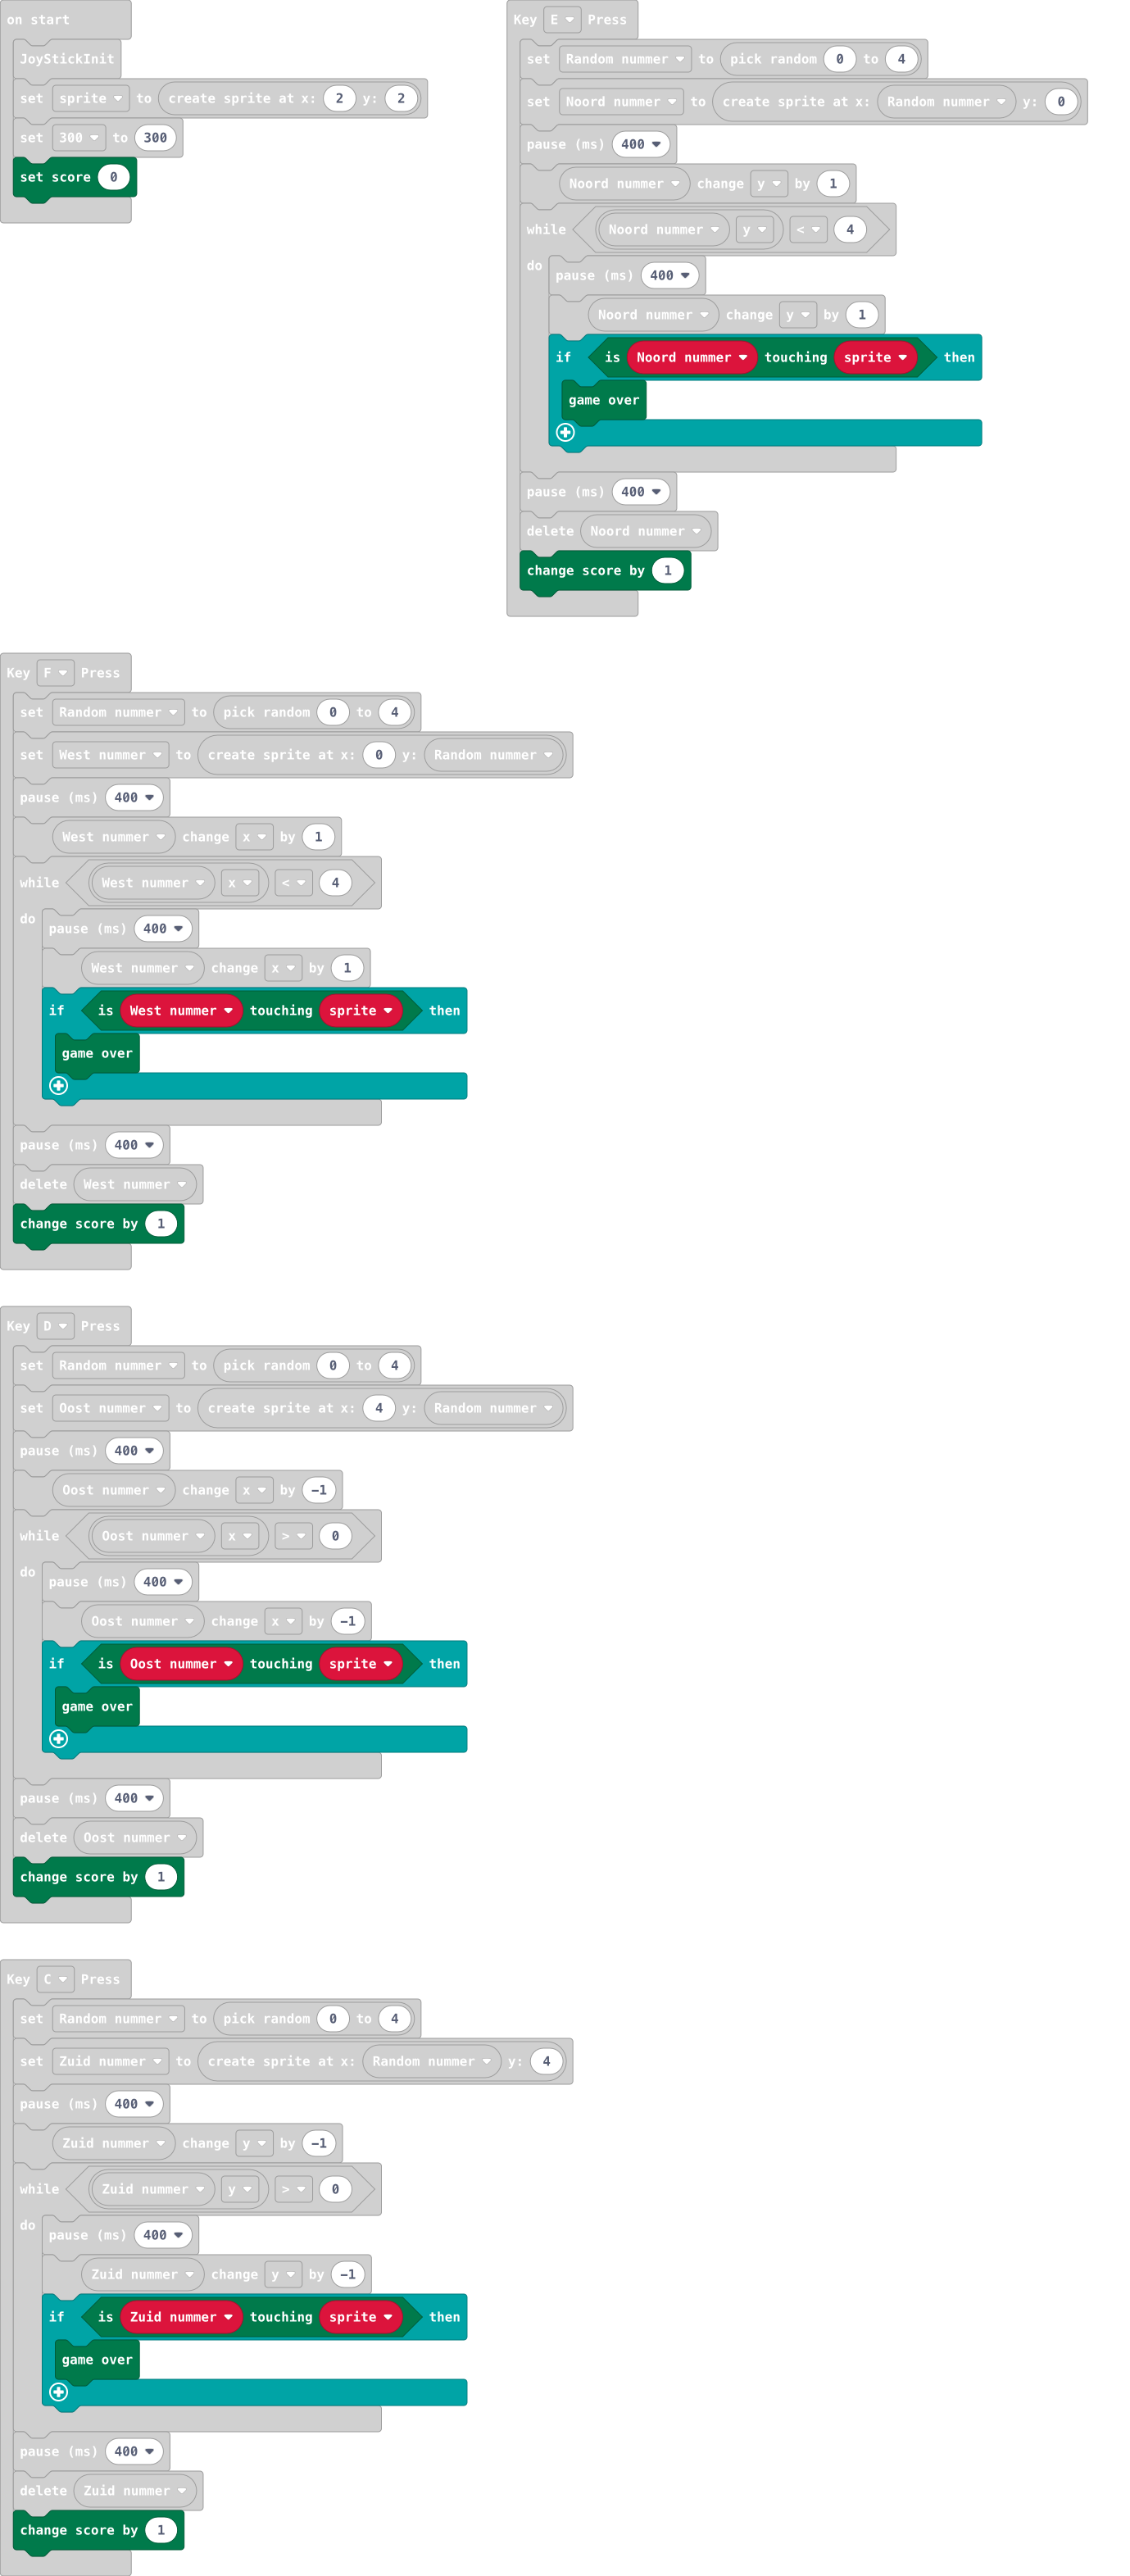 on start
JoyStickInit
set sprite to create sprite at x: 2 y: 2
set 300 to 300
set score 0
Key E Press
set Random nummer to pick random 0 to 4
set Noord nummer to create sprite at x: Random nummer y: 0
pause (ms) 400
Noord nummer change y by 1
while Noord nummer y < 4
do
pause (ms) 400
Noord nummer change y by 1
if is Noord nummer touching sprite then
game over
pause (ms) 400
delete Noord nummer
change score by 1
Key F Press
set Random nummer to pick random 0 to 4
set West nummer to create sprite at x: 0 y: Random nummer
pause (ms) 400
West nummer change x by 1
while West nummer x < 4
do
pause (ms) 400
West nummer change x by 1
if is West nummer touching sprite then
game over
pause (ms) 400
delete West nummer
change score by 1
Key D Press
set Random nummer to pick random 0 to 4
set Oost nummer to create sprite at x: 4 y: Random nummer
pause (ms) 400
Oost nummer change x by -1
while Oost nummer x > 0
do
pause (ms) 400
Oost nummer change x by -1
if is Oost nummer touching sprite then
game over
pause (ms) 400
delete Oost nummer
change score by 1
Key C Press
set Random nummer to pick random 0 to 4
set Zuid nummer to create sprite at x: Random nummer y: 4
pause (ms) 400
Zuid nummer change y by -1
while Zuid nummer y > 0
do
pause (ms) 400
Zuid nummer change y by -1
if is Zuid nummer touching sprite then
game over
pause (ms) 400
delete Zuid nummer
change score by 1